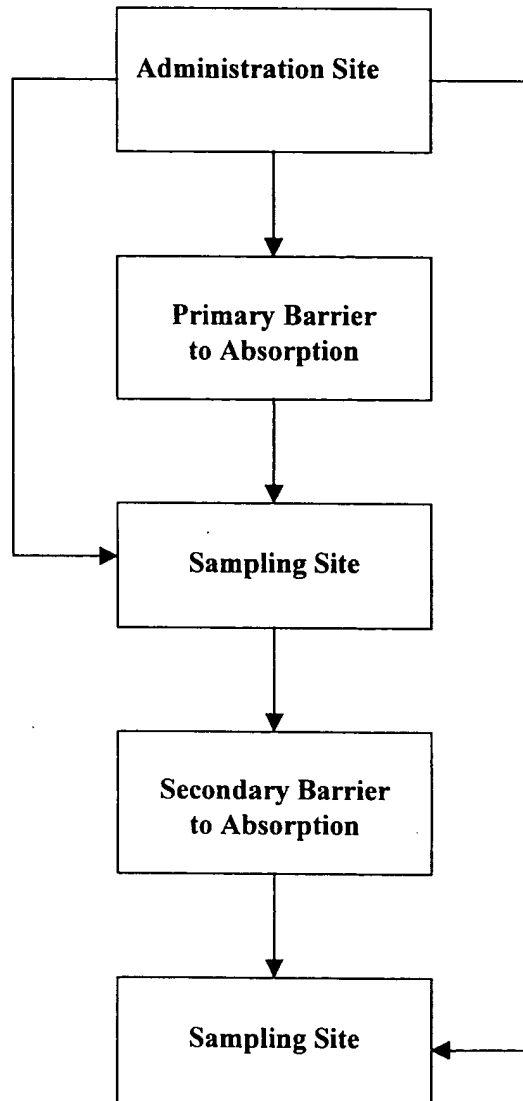 Administration Site
Primary Barrier
to Absorption
Sampling Site
Secondary Barrier
to Absorption
Sampling Site